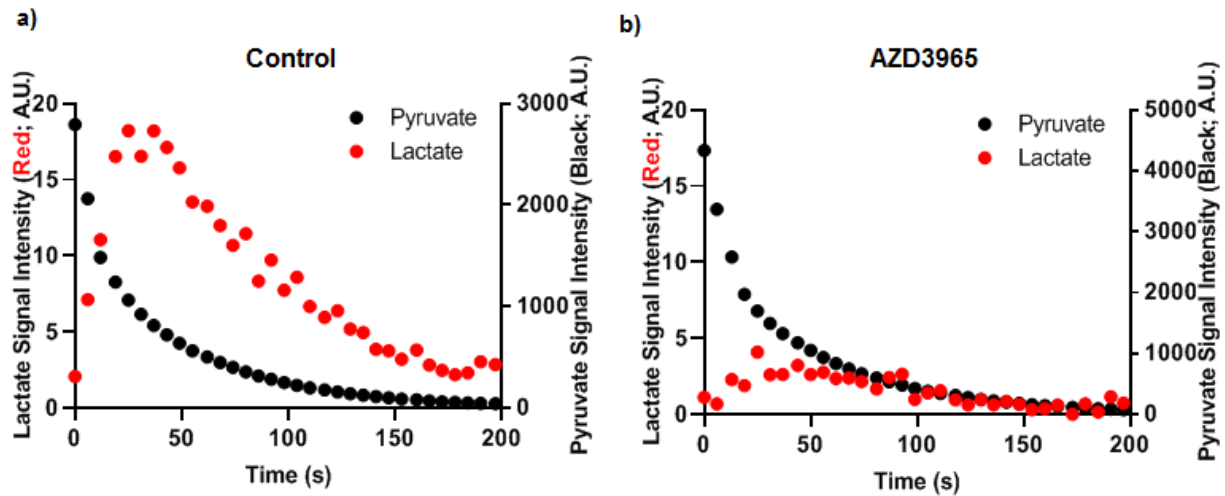 a)
Control
Lactate Signal Intensity (Red; A.U.)
20
15
10
5
0
Pyruvate
Lactate
3000
2000
1000
0
Pyruvate Signal Intensity (Black; A.U.)
0
50
100
150
200
Time (s)
b)
AZD3965
Lactate Signal Intensity (Red; A.U.)
20
15
10
5
0
Pyruvate
Lactate
5000
4000
3000
2000
1000
0
Pyruvate Signal Intensity (Black; A.U.)
0
50
100
150
200
Time (s)